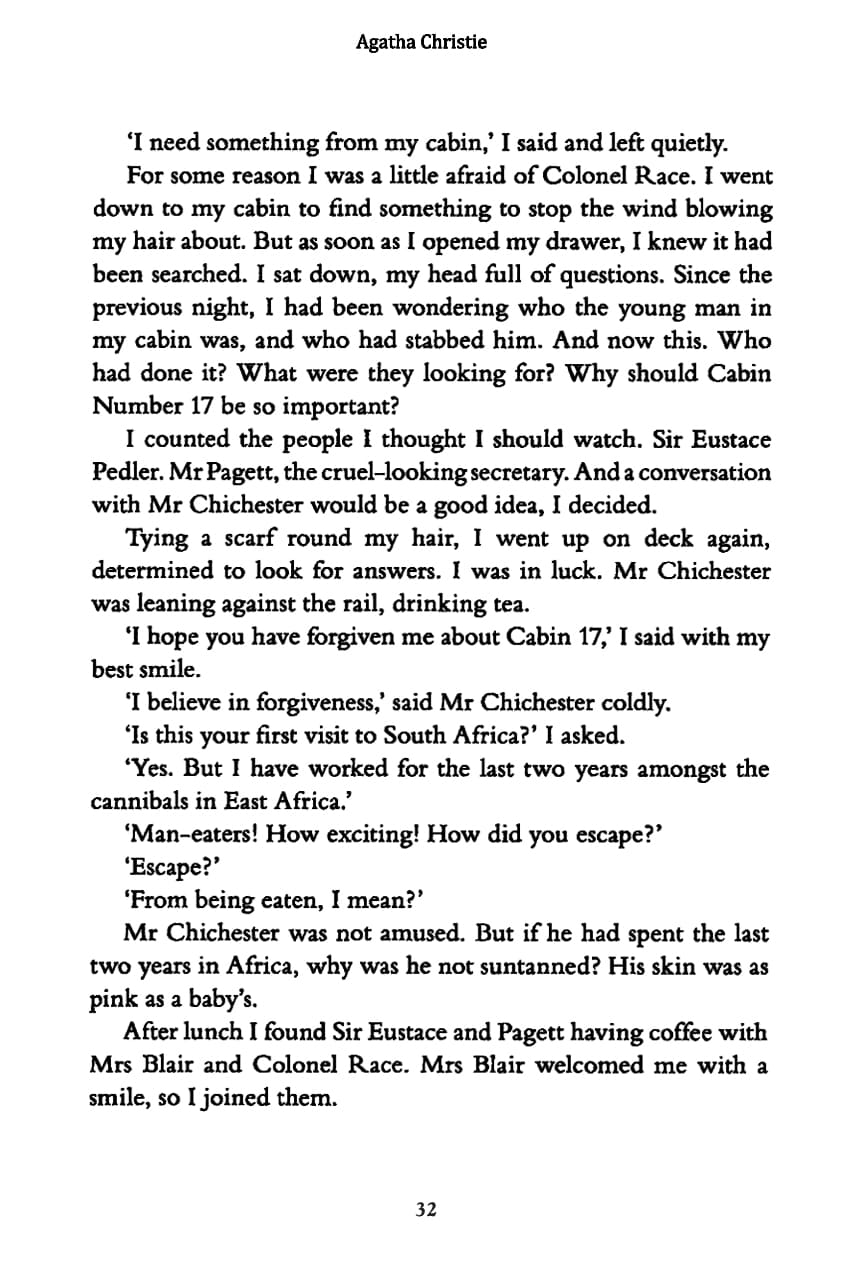 Agatha Christie
‘I need something from my cabin,’ I said and left quietly.
For some reason I was a little afraid of Colonel Race. I went
down to my cabin to find something to stop the wind blowing
my hair about. But as soon as I opened my drawer, I knew it had
been searched. I sat down, my head full of questions. Since the
previous night, I had been wondering who the young man in
my cabin was, and who had stabbed him. And now this. Who
had done it? What were they looking for? Why should Cabin
Number 17 be so important?
I counted the people I thought I should watch. Sir Eustace
Pedler. Mr Pagett, the cruel-looking secretary. And a conversation
with Mr Chichester would be a good idea, I decided.
Tying a scarf round my hair, I went up on deck again,
determined to look for answers. I was in luck. Mr Chichester
was leaning against the rail, drinking tea.
‘I hope you have forgiven me about Cabin 17,’ I said with my
best smile.
‘I believe in forgiveness,’ said Mr Chichester coldly.
‘Is this your first visit to South Africa?’ I asked.
‘Yes. But I have worked for the last two years amongst the
cannibals in East Africa.’
‘Man-eaters! How exciting! How did you escape?’
‘Escape?’
‘From being eaten, I mean?’
Mr Chichester was not amused. But if he had spent the last
two years in Africa, why was he not suntanned? His skin was as
pink as a baby’s.
After lunch I found Sir Eustace and Pagett having coffee with
Mrs Blair and Colonel Race. Mrs Blair welcomed me with a
smile, so I joined them.
32